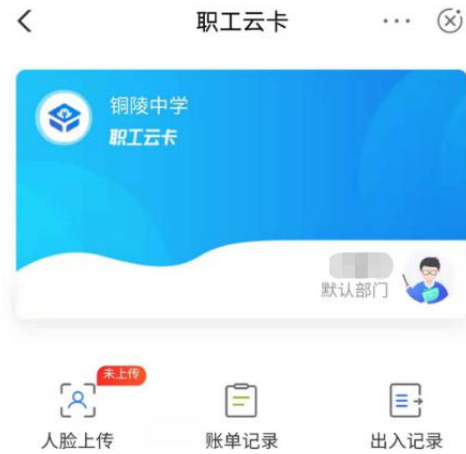 职工云卡
铜陵中学
职工云卡
默认部门
未上传
人脸上传
账单记录
出入记录